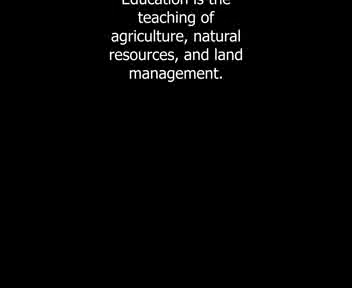 Education is the
teaching of
agriculture, natural
resources, and land
management.